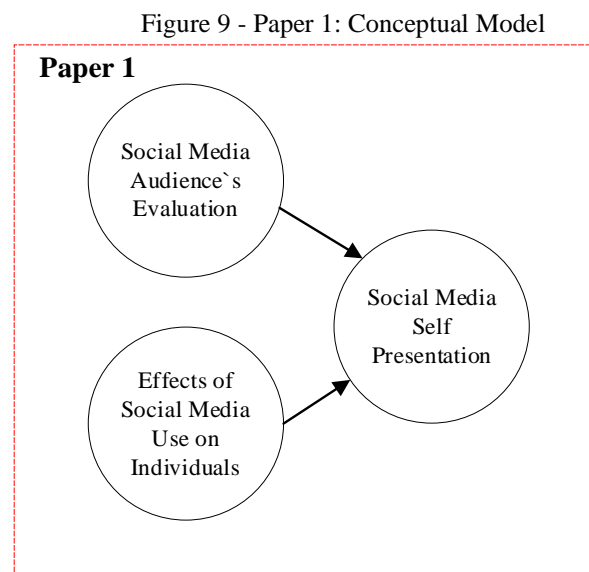 Figure 9 - Paper 1: Conceptual Model
Paper 1
Social Media
Audience`s
Evaluation
Social Media
Self
Presentation
Effects of
Social Media
Use on
Individuals